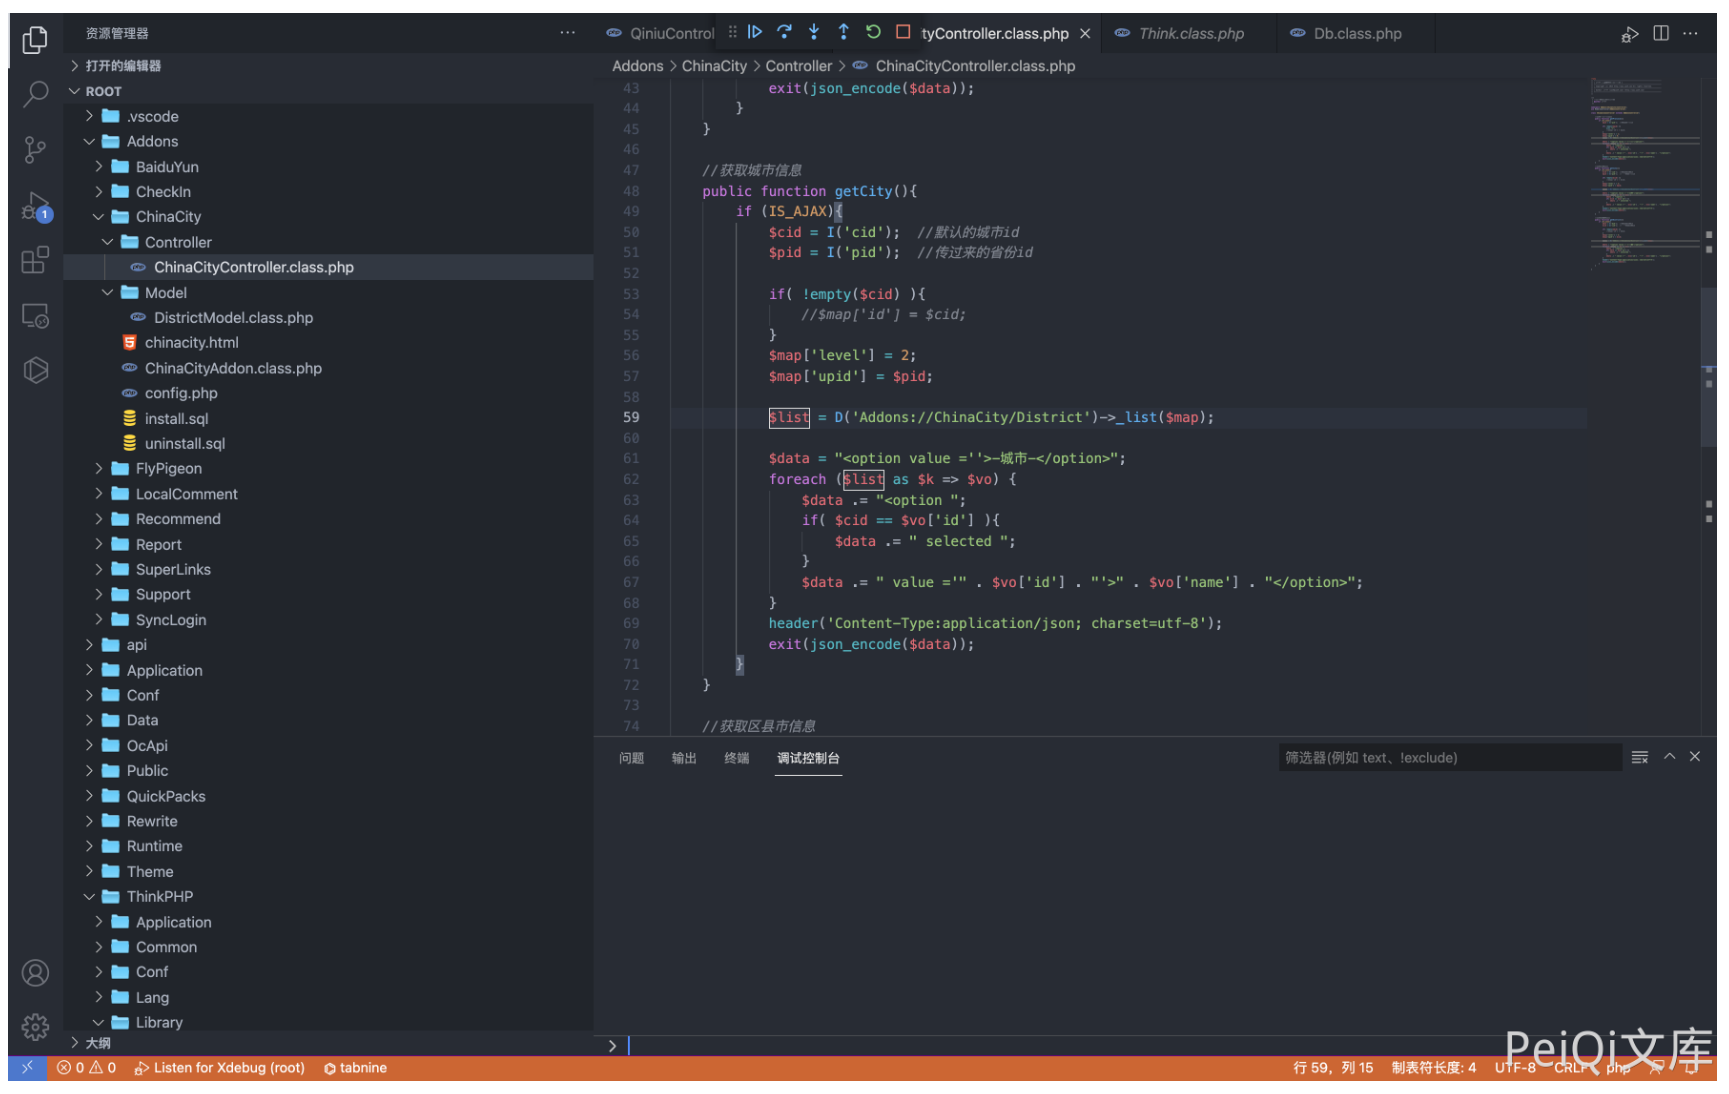 资源管理器
打开的编辑器
ROOT
.vscode
Addons
BaiduYun
CheckIn
ChinaCity
Controller
ChinaCityController.class.php
Model
DistrictModel.class.php
chinacity.html
ChinaCityAddon.class.php
config.php
install.sql
uninstall.sql
FlyPigeon
LocalComment
Recommend
Report
SuperLinks
Support
SyncLogin
api
Application
Conf
Data
OcApi
Public
QuickPacks
Rewrite
Runtime
Theme
ThinkPHP
Application
Common
Conf
Lang
Library
大纲
QiniuControl
tyController.class.php
Think.class.php
Db.class.php
Addons > ChinaCity > Controller > ChinaCityController.class.php
43 exit(json_encode($data));
44 }
45 }
46
47 //获取城市信息
48 public function getCity(){
49 if (IS_AJAX){
50 $cid = I('cid'); //默认的城市id
51 $pid = I('pid'); //传过来的省份id
52
53 if( !empty($cid) ){
54 //$map['id'] = $cid;
55 }
56 $map['level'] = 2;
57 $map['upid'] = $pid;
58
59 $list = D('Addons://ChinaCity/District')->_list($map);
60
61 $data = "<option value =''>-城市-</option>";
62 foreach ($list as $k => $vo) {
63 $data .= "<option ";
64 if( $cid == $vo['id'] ){
65 $data .= " selected ";
66 }
67 $data .= " value ='" . $vo['id'] . "'>" . $vo['name'] . "</option>";
68 }
69 header('Content-Type:application/json; charset=utf-8');
70 exit(json_encode($data));
71 }
72 }
73
74 //获取区县市信息
问题 输出 终端 调试控制台
筛选器(例如 text、!exclude)
1
0 0 Listen for Xdebug (root) tabnine
行 59，列 15 制表符长度: 4 UTF-8 CRLF php
PeiQi文库